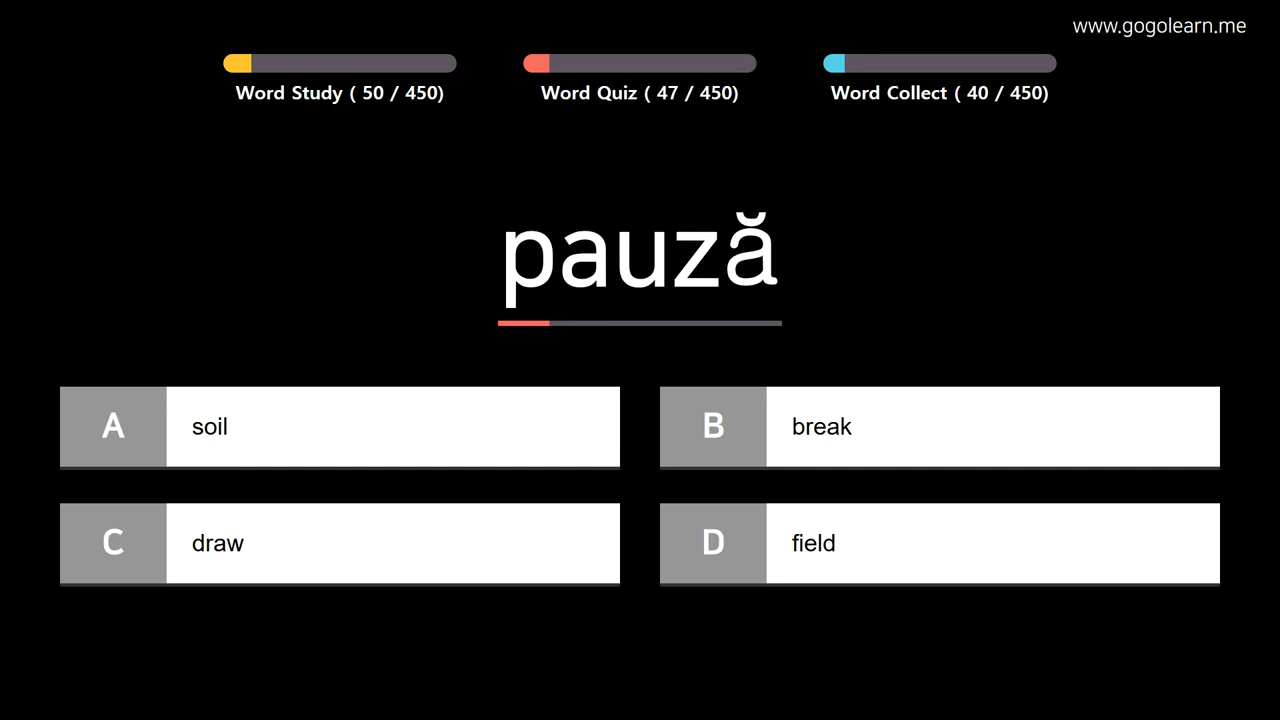 www.gogolearn.me
Word Study ( 50 / 450)
Word Quiz ( 47 / 450)
Word Collect ( 40 / 450)
pauză
A soil
B break
C draw
D field